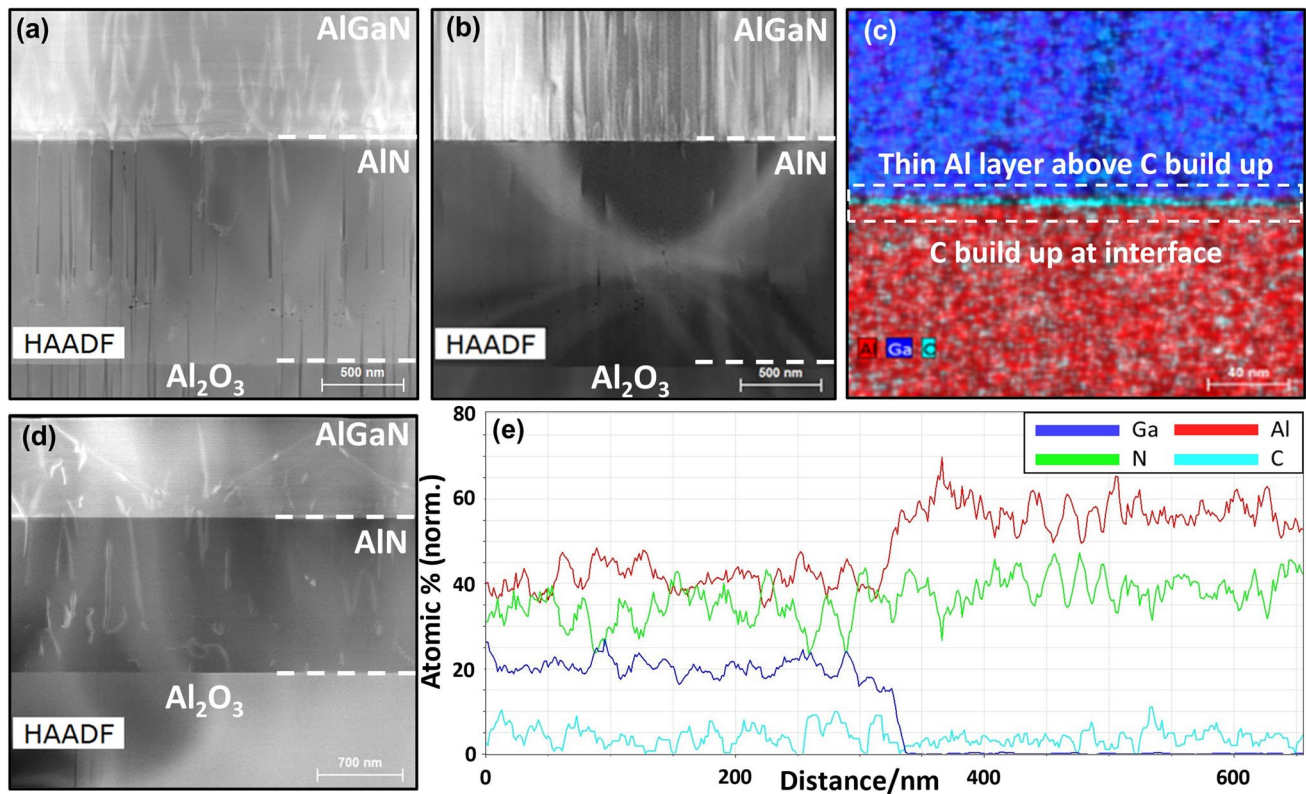 (a)
AlGaN
AlN
HAADF
Al₂O₃
500 nm
(b)
AlGaN
AlN
HAADF
Al₂O₃
500 nm
(c)
Thin Al layer above C build up
C build up at interface
Al Ga C
40 nm
(d)
AlGaN
AlN
Al₂O₃
HAADF
700 nm
(e)
Ga Al
N C
Atomic % (norm.)
80
60
40
20
0
0 200 400 600
Distance/nm